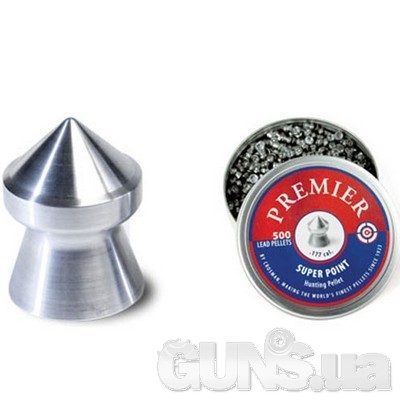 PREMIER
500
LEAD PELLETS
.177 cal.
SUPER POINT
Hunting Pellet
BY CROSMAN, MAKING THE WORLD'S FINEST PELLETS SINCE 1923
GUNS.ua